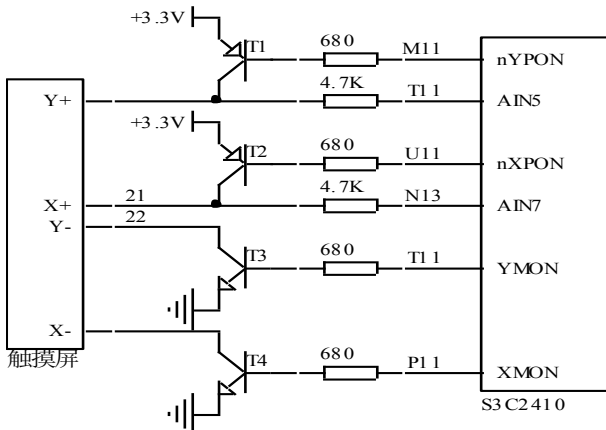 +3.3V T1 680 M11 nYPON
Y+ 4.7K T11 AIN5
+3.3V T2 680 U11 nXPON
X+ 21 4.7K N13 AIN7
Y- 22
T3 680 T11 YMON
X-
触摸屏 T4 680 P11 XMON
S3C2410